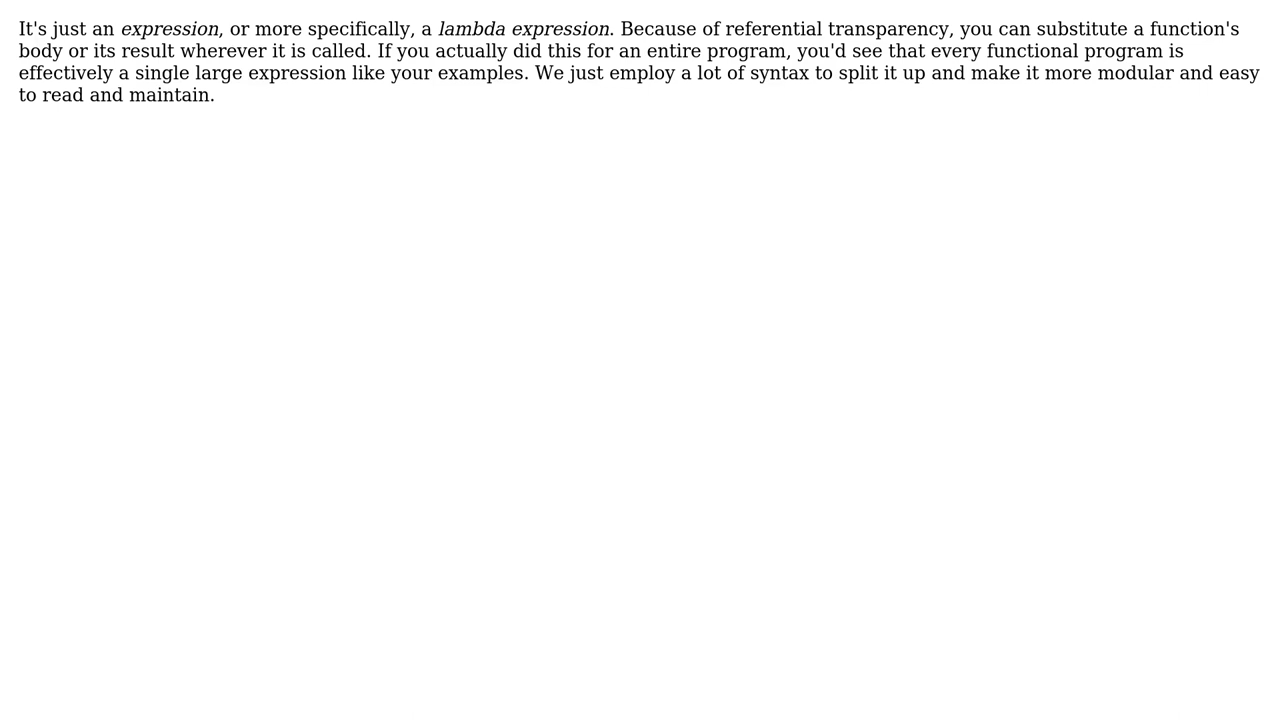 It's just an expression, or more specifically, a lambda expression. Because of referential transparency, you can substitute a function's
body or its result wherever it is called. If you actually did this for an entire program, you'd see that every functional program is
effectively a single large expression like your examples. We just employ a lot of syntax to split it up and make it more modular and easy
to read and maintain.